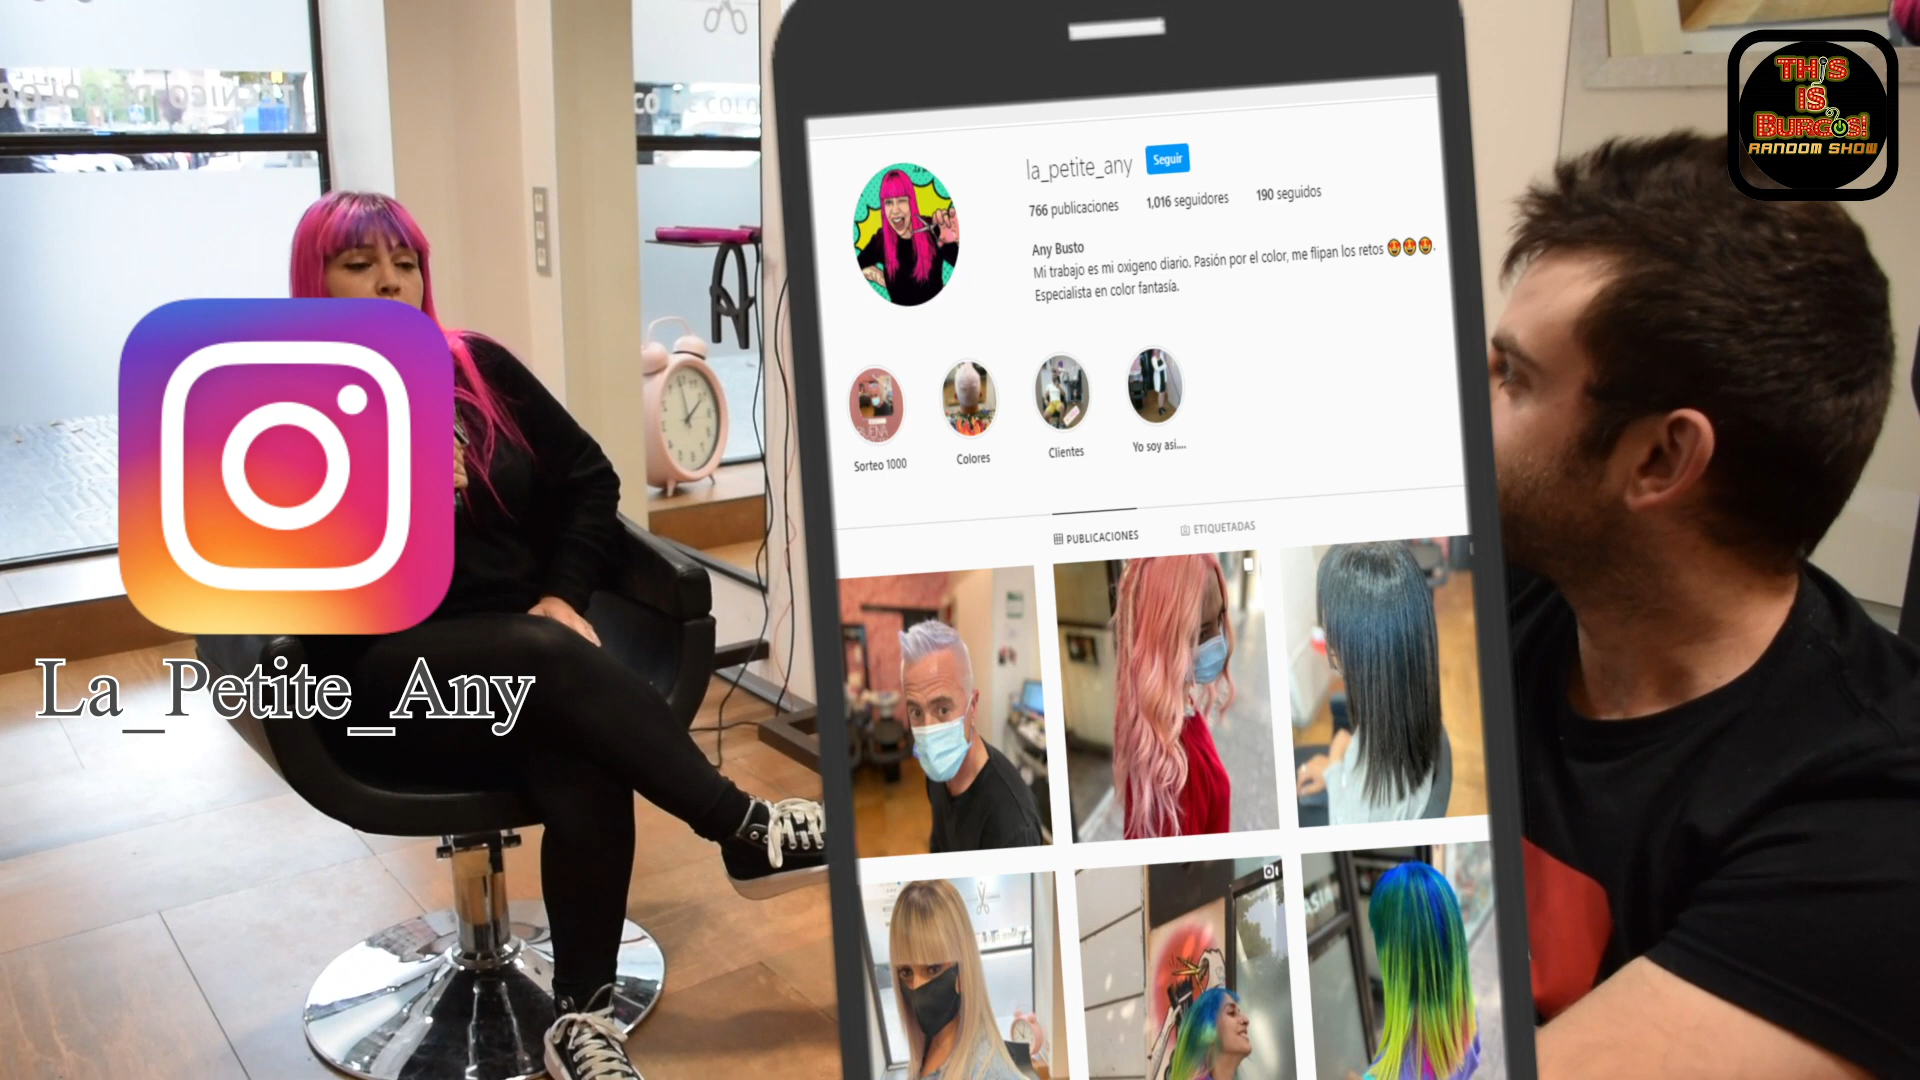 THIS
IS
BURGOS!
RANDOM SHOW
la_petite_any
Seguir
766 publicaciones
1,016 seguidores
190 seguidos
Any Busto
Mi trabajo es mi oxigeno diario. Pasión por el color, me flipan los retos 🤩🤩🤩.
Especialista en color fantasía.
Sorteo 1000
Colores
Clientes
Yo soy asi....
PUBLICACIONES
ETIQUETADAS
La_Petite_Any